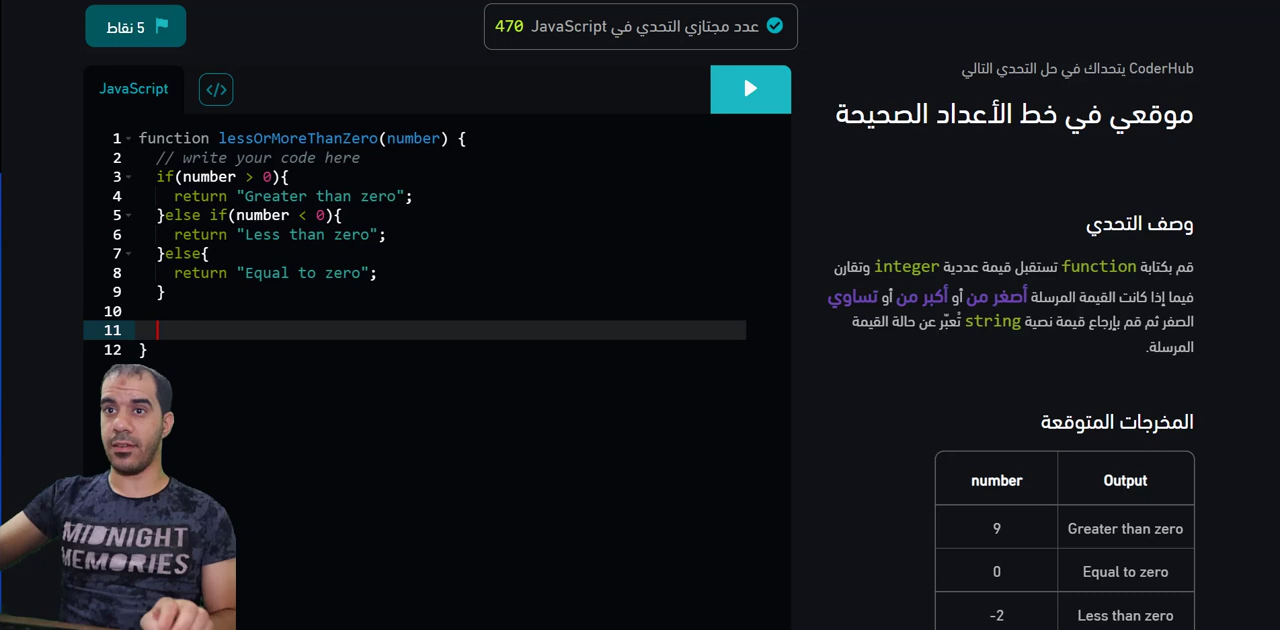 5 نقاط
عدد مجتازي التحدي في JavaScript 470
JavaScript
</>
1 function lessOrMoreThanZero(number) {
2 // write your code here
3 if(number > 0){
4 return "Greater than zero";
5 }else if(number < 0){
6 return "Less than zero";
7 }else{
8 return "Equal to zero";
9 }
10
11
12 }
MIDNIGHT
MEMORIES
CoderHub يتحداك في حل التحدي التالي
موقعي في خط الأعداد الصحيحة
وصف التحدي
قم بكتابة function تستقبل قيمة عددية integer وتقارن
فيما إذا كانت القيمة المرسلة أصغر من أو أكبر من أو تساوي
الصفر ثم قم بإرجاع قيمة نصية string تُعبّر عن حالة القيمة
المرسلة.
المخرجات المتوقعة
number Output
9 Greater than zero
0 Equal to zero
-2 Less than zero